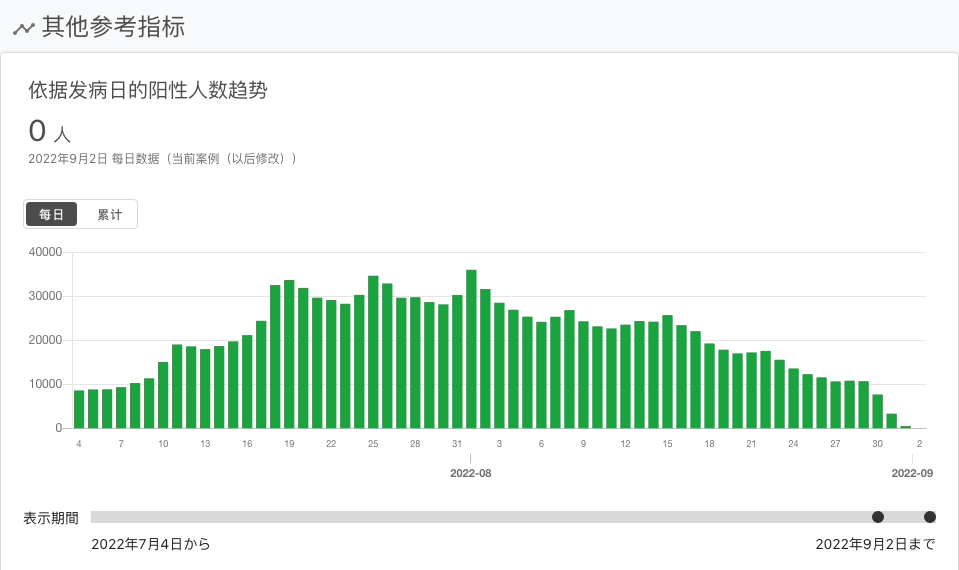 其他参考指标
依据发病日的阳性人数趋势
0 人
2022年9月2日 每日数据（当前案例（以后修改））
每日 累计
40000
30000
20000
10000
0
4 7 10 13 16 19 22 25 28 31 3 6 9 12 15 18 21 24 27 30 2
2022-08 2022-09
表示期間
2022年7月4日から 2022年9月2日まで